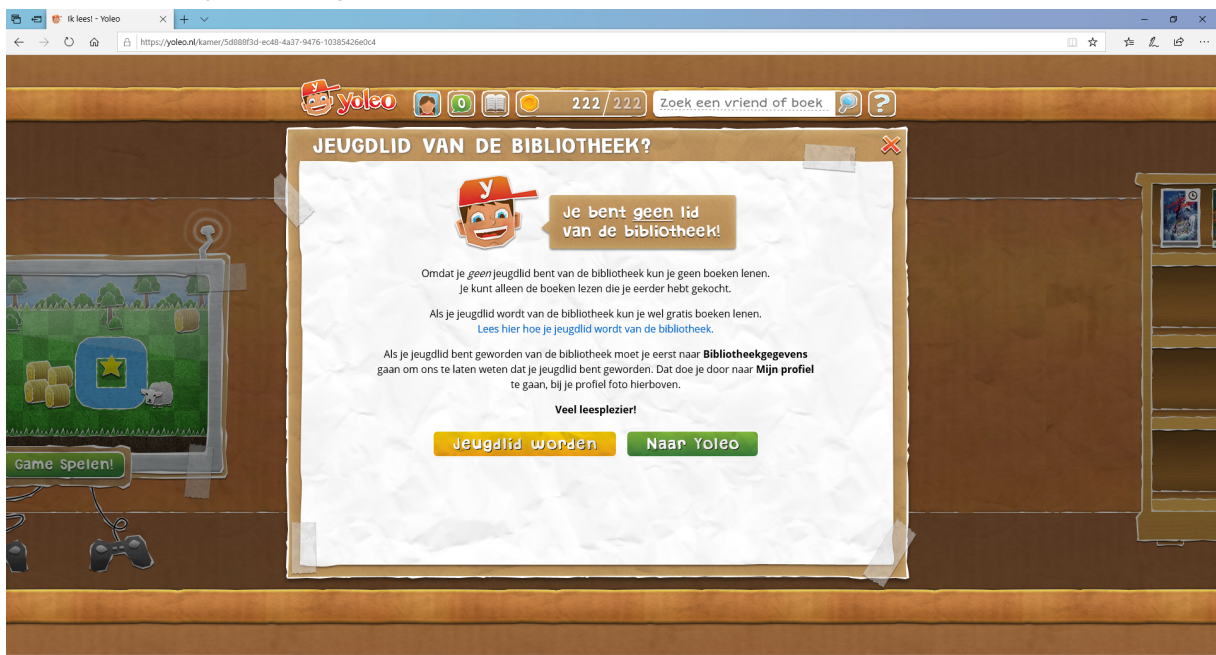 Ik lees! - Yoleo
https://yoleo.nl/kamer/5d888f3d-ec48-4a37-9476-10385426e0c4
yoleo
0
222/222
Zoek een vriend of boek
?
JEUGDLID VAN DE BIBLIOTHEEK?
y
Je bent geen lid
van de bibliotheek!
Omdat je geen jeugdlid bent van de bibliotheek kun je geen boeken lenen.
Je kunt alleen de boeken lezen die je eerder hebt gekocht.
Als je jeugdlid wordt van de bibliotheek kun je wel gratis boeken lenen.
Lees hier hoe je jeugdlid wordt van de bibliotheek.
Als je jeugdlid bent geworden van de bibliotheek moet je eerst naar Bibliotheekgegevens
gaan om ons te laten weten dat je jeugdlid bent geworden. Dat doe je door naar Mijn profiel
te gaan, bij je profiel foto hierboven.
Veel leesplezier!
Jeugdlid worden
Naar Yoleo
Game Spelen!